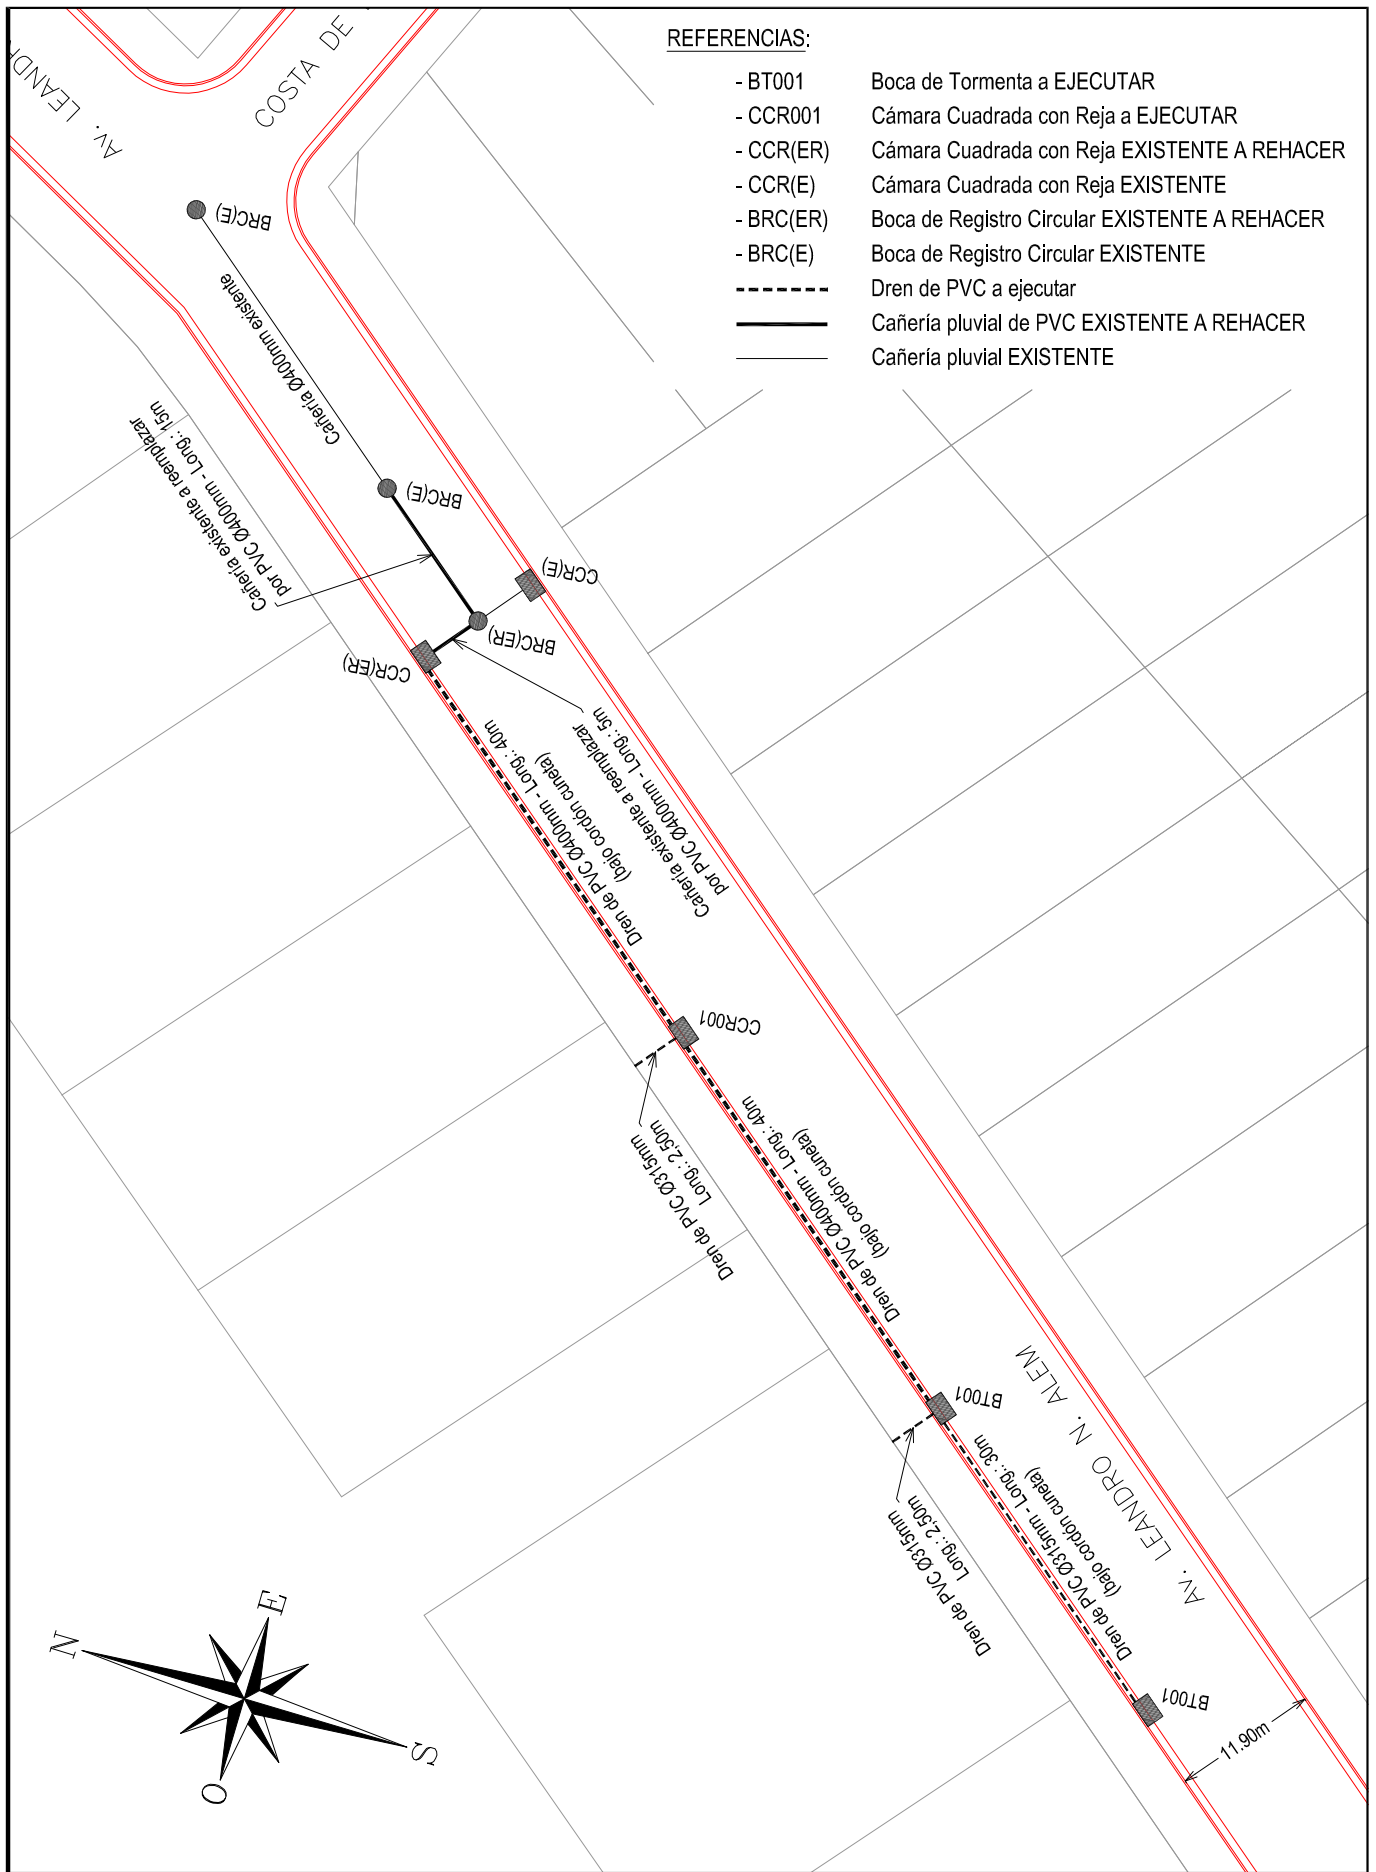 REFERENCIAS:
- BT001 Boca de Tormenta a EJECUTAR
- CCR001 Cámara Cuadrada con Reja a EJECUTAR
- CCR(ER) Cámara Cuadrada con Reja EXISTENTE A REHACER
- CCR(E) Cámara Cuadrada con Reja EXISTENTE
- BRC(ER) Boca de Registro Circular EXISTENTE A REHACER
- BRC(E) Boca de Registro Circular EXISTENTE
Dren de PVC a ejecutar
Cañería pluvial de PVC EXISTENTE A REHACER
Cañería pluvial EXISTENTE
AV. LEANDR
COSTA DE
BRC(E)
Cañería Ø400mm existente
Cañería existente a reemplazar
por PVC Ø400mm - Long.: 15m
BRC(E)
CCR(E)
BRC(ER)
CCR(ER)
Cañería existente a reemplazar
por PVC Ø400mm - Long.: 5m
Dren de PVC Ø400mm - Long.: 40m
(bajo cordón cuneta)
CCR001
Dren de PVC Ø315mm
Long.: 2,50m
Dren de PVC Ø400mm - Long.: 40m
(bajo cordón cuneta)
BT001
Dren de PVC Ø315mm
Long.: 2,50m
Dren de PVC Ø315mm - Long.: 30m
(bajo cordón cuneta)
AV. LEANDRO N. ALEM
BT001
11.90m
N
E
S
O